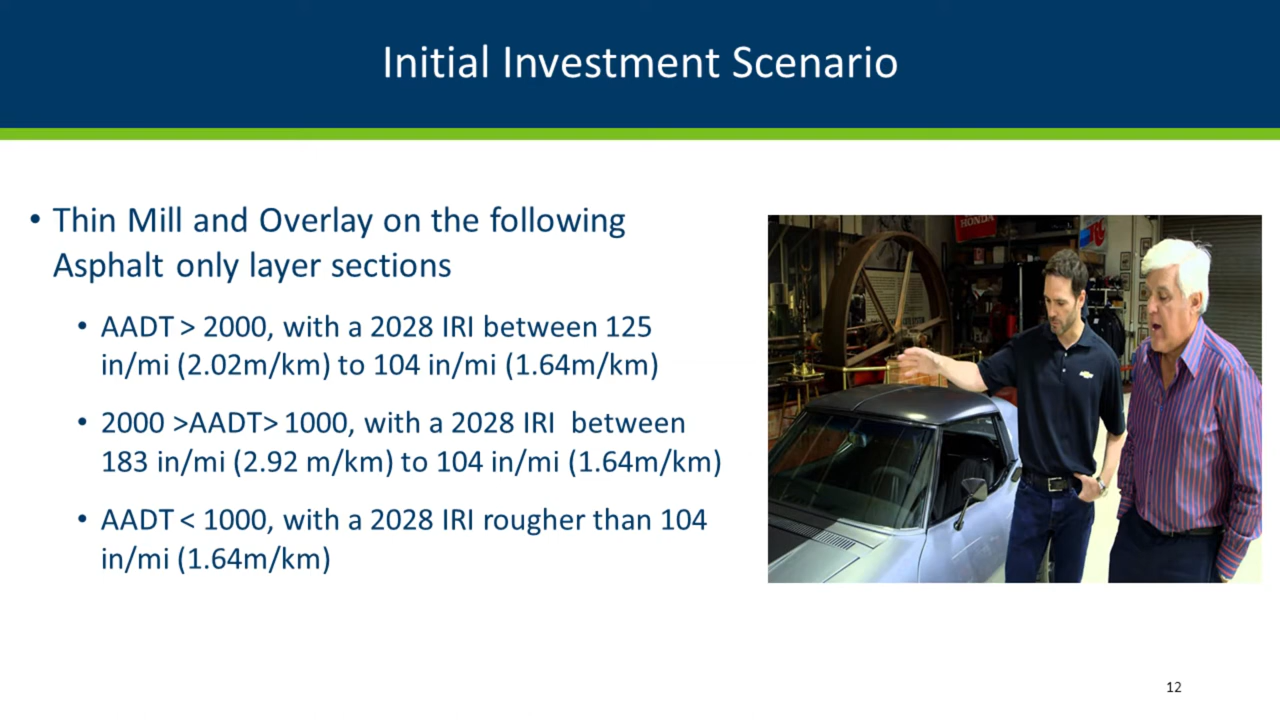 Initial Investment Scenario
• Thin Mill and Overlay on the following
Asphalt only layer sections
• AADT > 2000, with a 2028 IRI between 125
in/mi (2.02m/km) to 104 in/mi (1.64m/km)
• 2000 >AADT> 1000, with a 2028 IRI between
183 in/mi (2.92 m/km) to 104 in/mi (1.64m/km)
• AADT < 1000, with a 2028 IRI rougher than 104
in/mi (1.64m/km)
HONDA
12